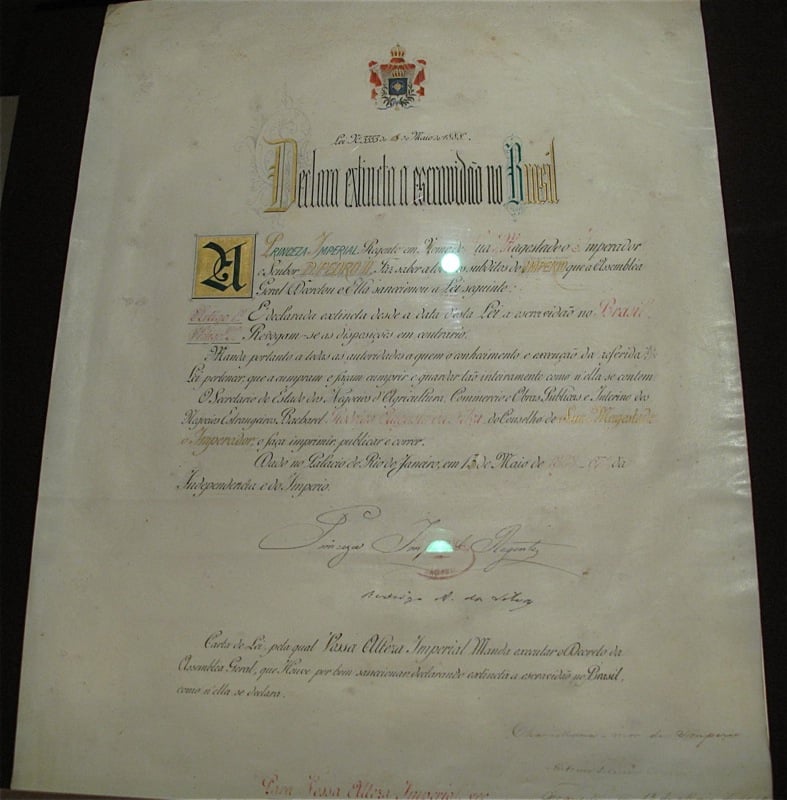 Lei Nº 3353 de 13 de Maio de 1888.
Declara extincta a escravidão no Brasil
A PRINCEZA IMPERIAL Regente em Nome de Sua Magestade o Imperador
o Senhor D. PEDRO II, Faz saber a todos os subditos do IMPERIO que a Assembléa
Geral Decretou e Ella sanccionou a Lei seguinte:
Artigo 1º É declarada extincta desde a data desta Lei a escravidão no Brasil.
Artigo 2º Revogam-se as disposições em contrario.
Manda portanto a todas as autoridades a quem o conhecimento e execução da referida
Lei pertencer, que a cumpram e façam cumprir e guardar tão inteiramente como n'ella se contem.
O Secretario de Estado dos Negocios d'Agricultura, Commercio e Obras Publicas e Interino dos
Negocios Estrangeiros, Bacharel Rodrigo Augusto da Silva, do Conselho de Sua Magestade
o Imperador, o faça imprimir, publicar e correr.
Dado no Palacio do Rio de Janeiro, em 13 de Maio de 1888 - 67º da
Independencia e do Imperio.
Princeza Imperial Regente
Rodrigo A. da Silva
Carta de Lei, pela qual Vossa Alteza Imperial Manda executar o Decreto da
Assembléa Geral, que Houve por bem sanccionar, declarando extincta a escravidão no Brasil,
como n'ella se declara.
do Imperio
Para Vossa Alteza Imperial ver